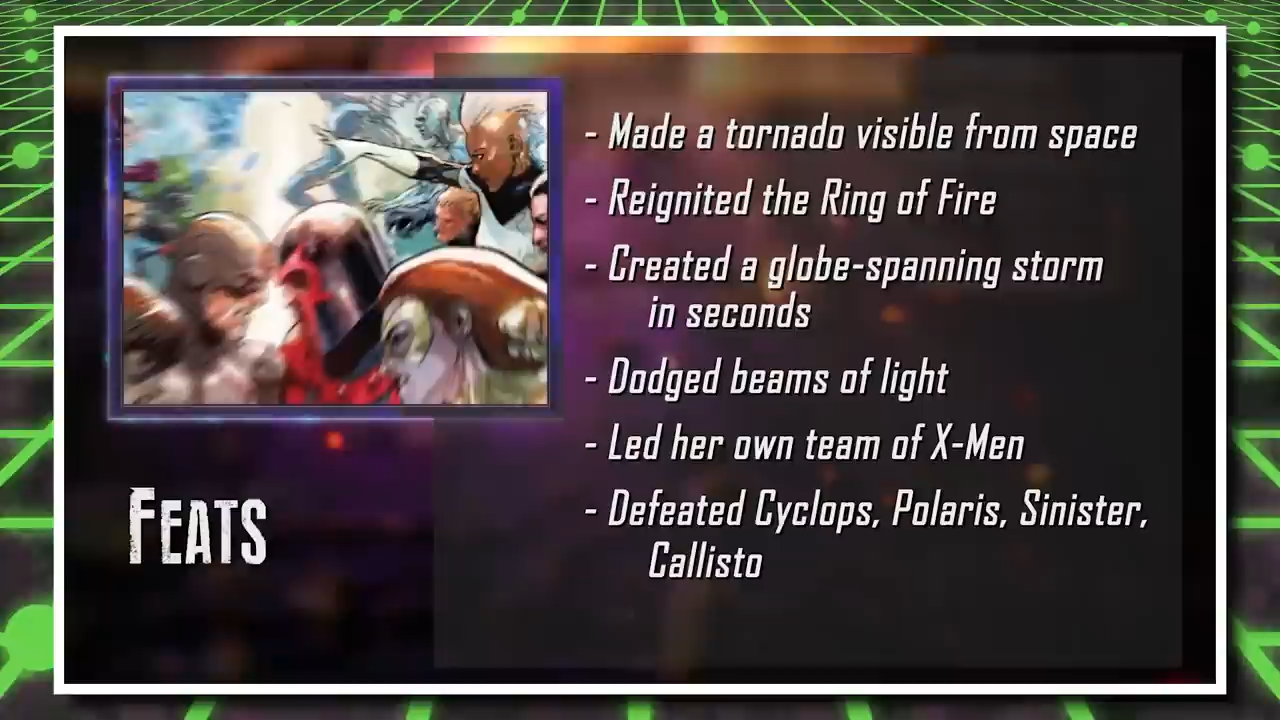 - Made a tornado visible from space
- Reignited the Ring of Fire
- Created a globe-spanning storm
in seconds
- Dodged beams of light
- Led her own team of X-Men
- Defeated Cyclops, Polaris, Sinister,
Callisto
Feats